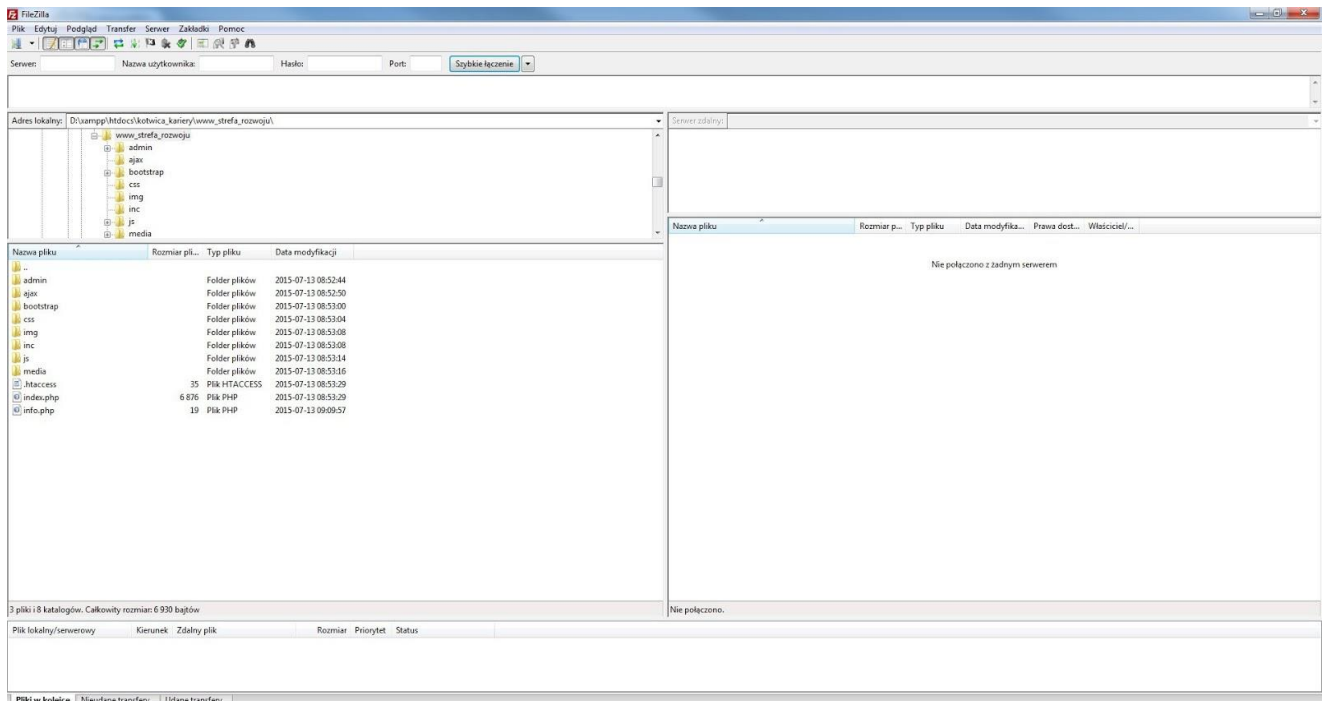 FileZilla
Plik Edytuj Podgląd Transfer Serwer Zakładki Pomoc
Serwer: Nazwa użytkownika: Hasło: Port: Szybkie łączenie
Adres lokalny: D:\xampp\htdocs\kotwica_kariery\www_strefa_rozwoju\
Serwer zdalny:
www_strefa_rozwoju
admin
ajax
bootstrap
css
img
inc
js
media
Nazwa pliku Rozmiar pli... Typ pliku Data modyfikacji
..
admin Folder plików 2015-07-13 08:52:44
ajax Folder plików 2015-07-13 08:52:50
bootstrap Folder plików 2015-07-13 08:53:00
css Folder plików 2015-07-13 08:53:04
img Folder plików 2015-07-13 08:53:08
inc Folder plików 2015-07-13 08:53:08
js Folder plików 2015-07-13 08:53:14
media Folder plików 2015-07-13 08:53:16
.htaccess 35 Plik HTACCESS 2015-07-13 08:53:29
index.php 6 876 Plik PHP 2015-07-13 08:53:29
info.php 19 Plik PHP 2015-07-13 09:09:57
3 pliki i 8 katalogów. Całkowity rozmiar: 6 930 bajtów
Nazwa pliku Rozmiar p... Typ pliku Data modyfika... Prawa dost... Właściciel/...
Nie połączono z żadnym serwerem
Nie połączono.
Plik lokalny/serwerowy Kierunek Zdalny plik Rozmiar Priorytet Status
Pliki w kolejce Nieudane transfery Udane transfery